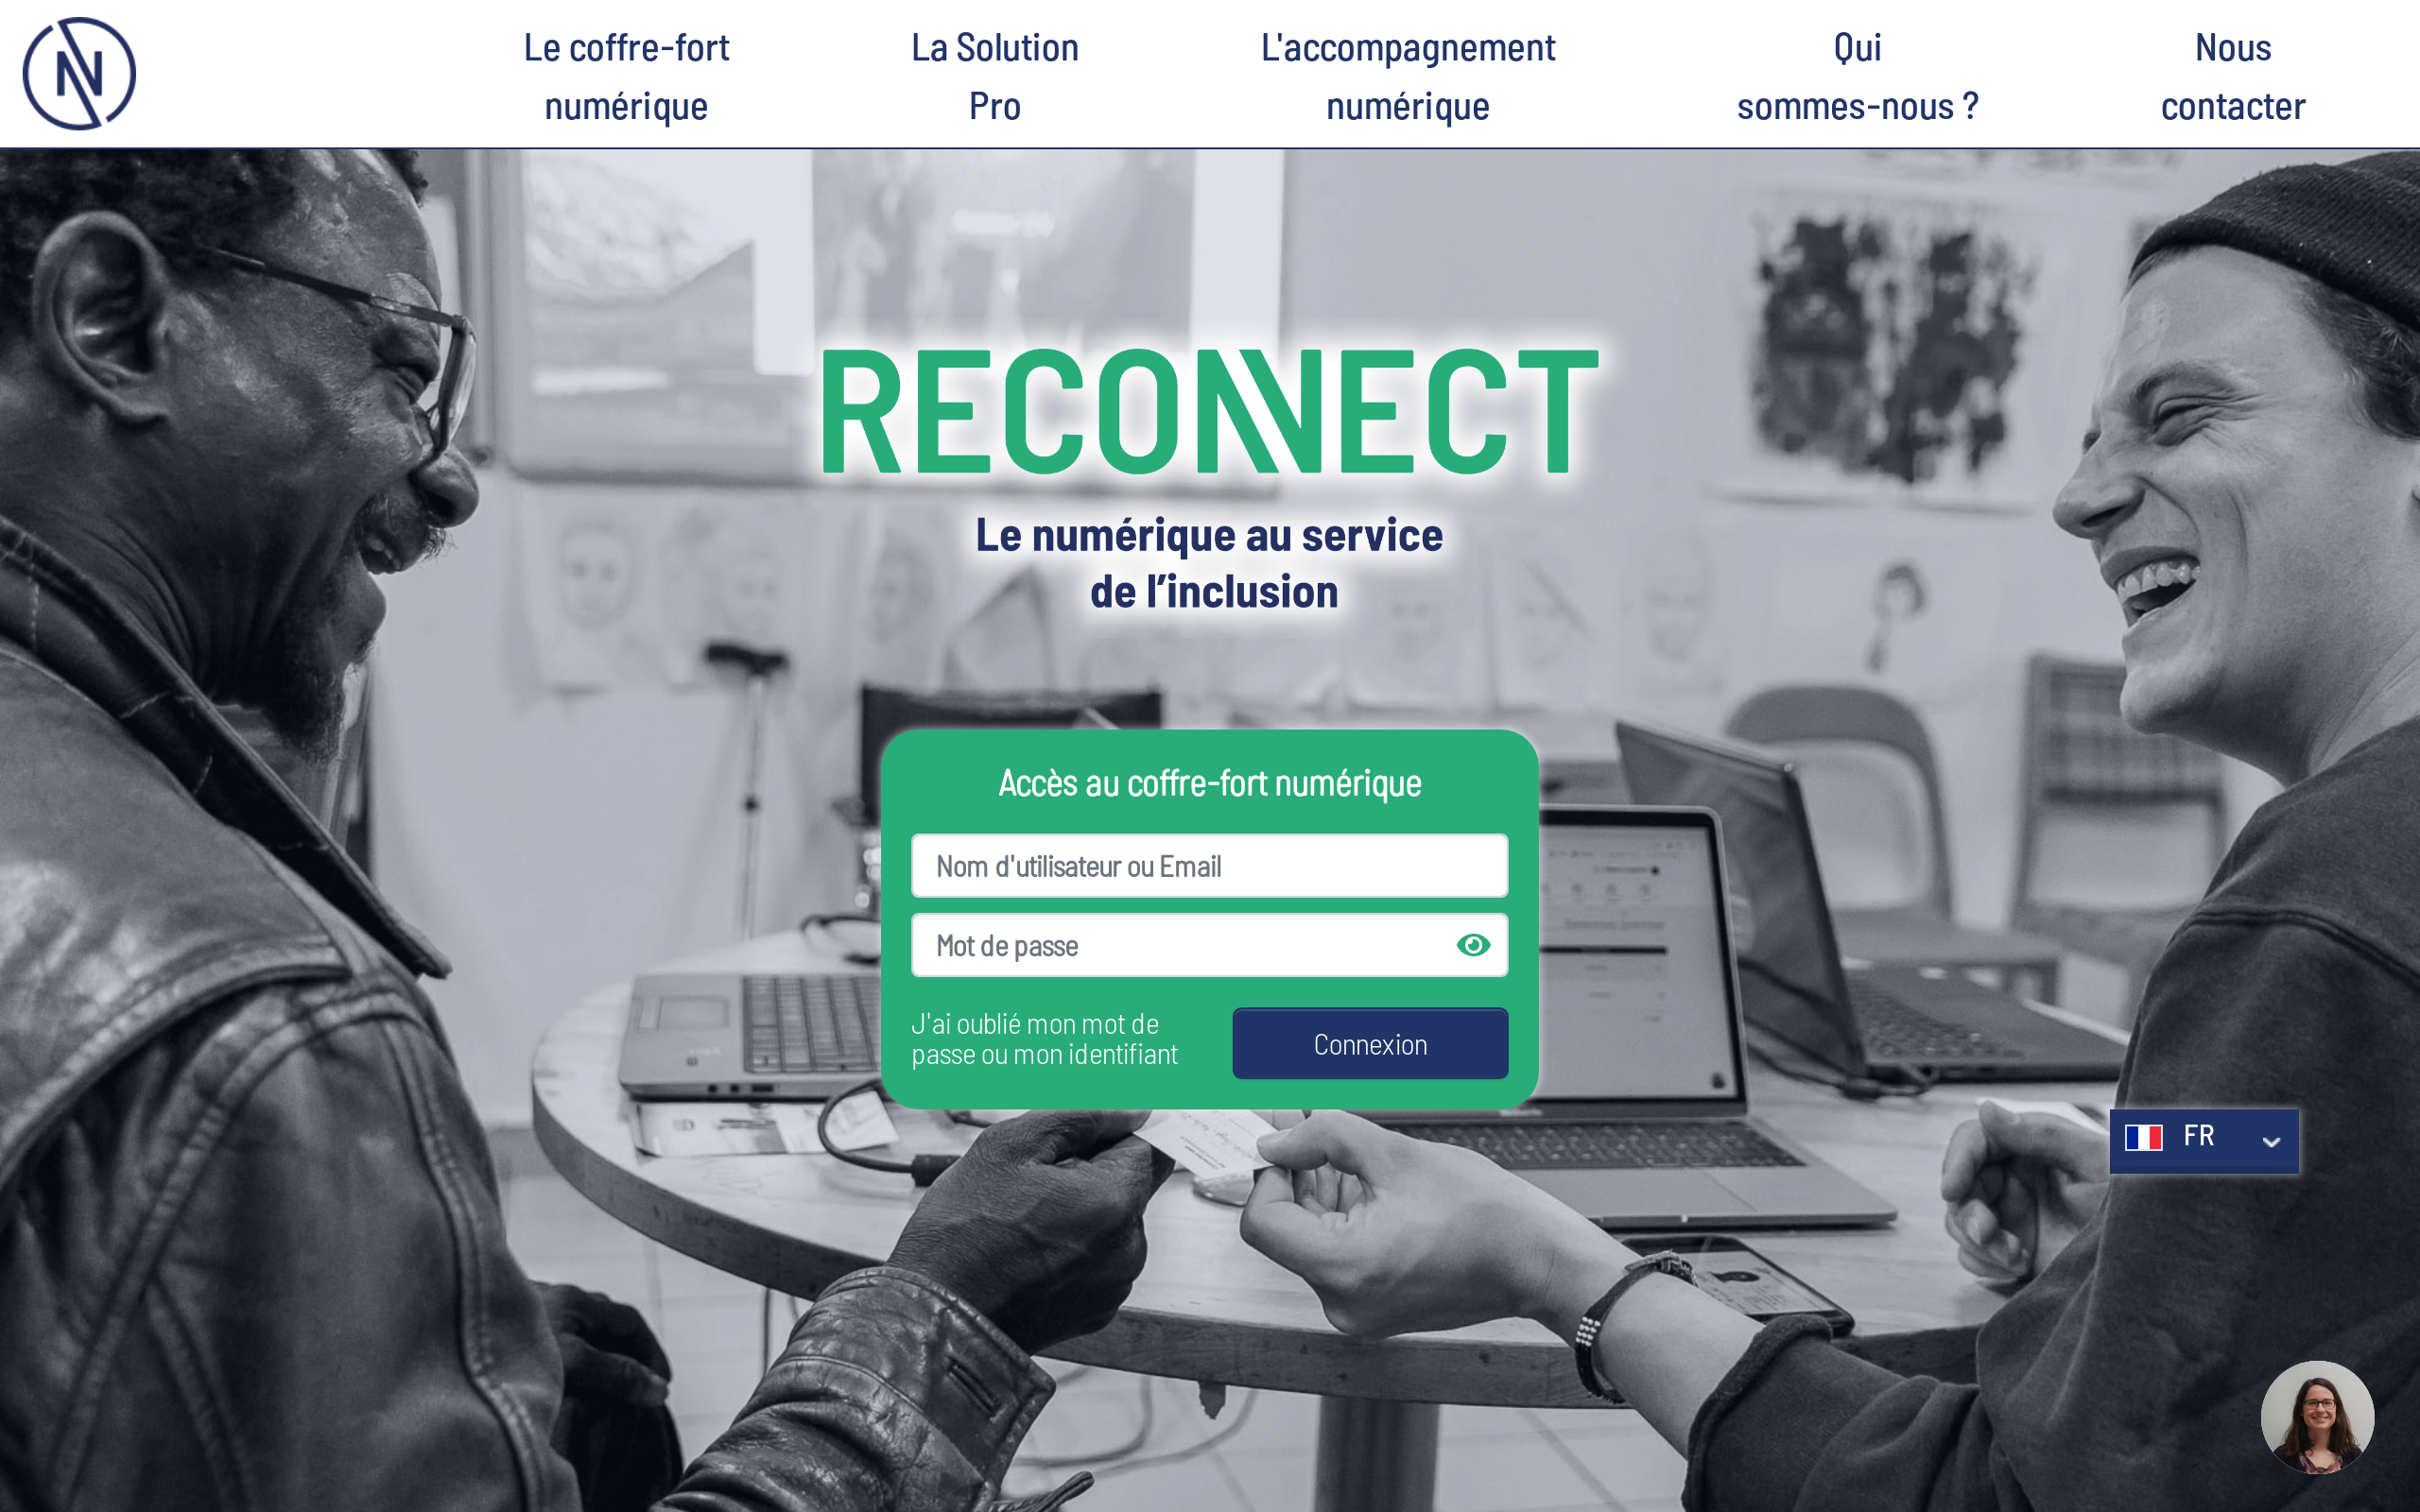 N
Le coffre-fort
numérique
La Solution
Pro
L'accompagnement
numérique
Qui
sommes-nous ?
Nous
contacter
RECONNECT
Le numérique au service
de l’inclusion
Accès au coffre-fort numérique
Nom d'utilisateur ou Email
Mot de passe
J'ai oublié mon mot de
passe ou mon identifiant
Connexion
FR